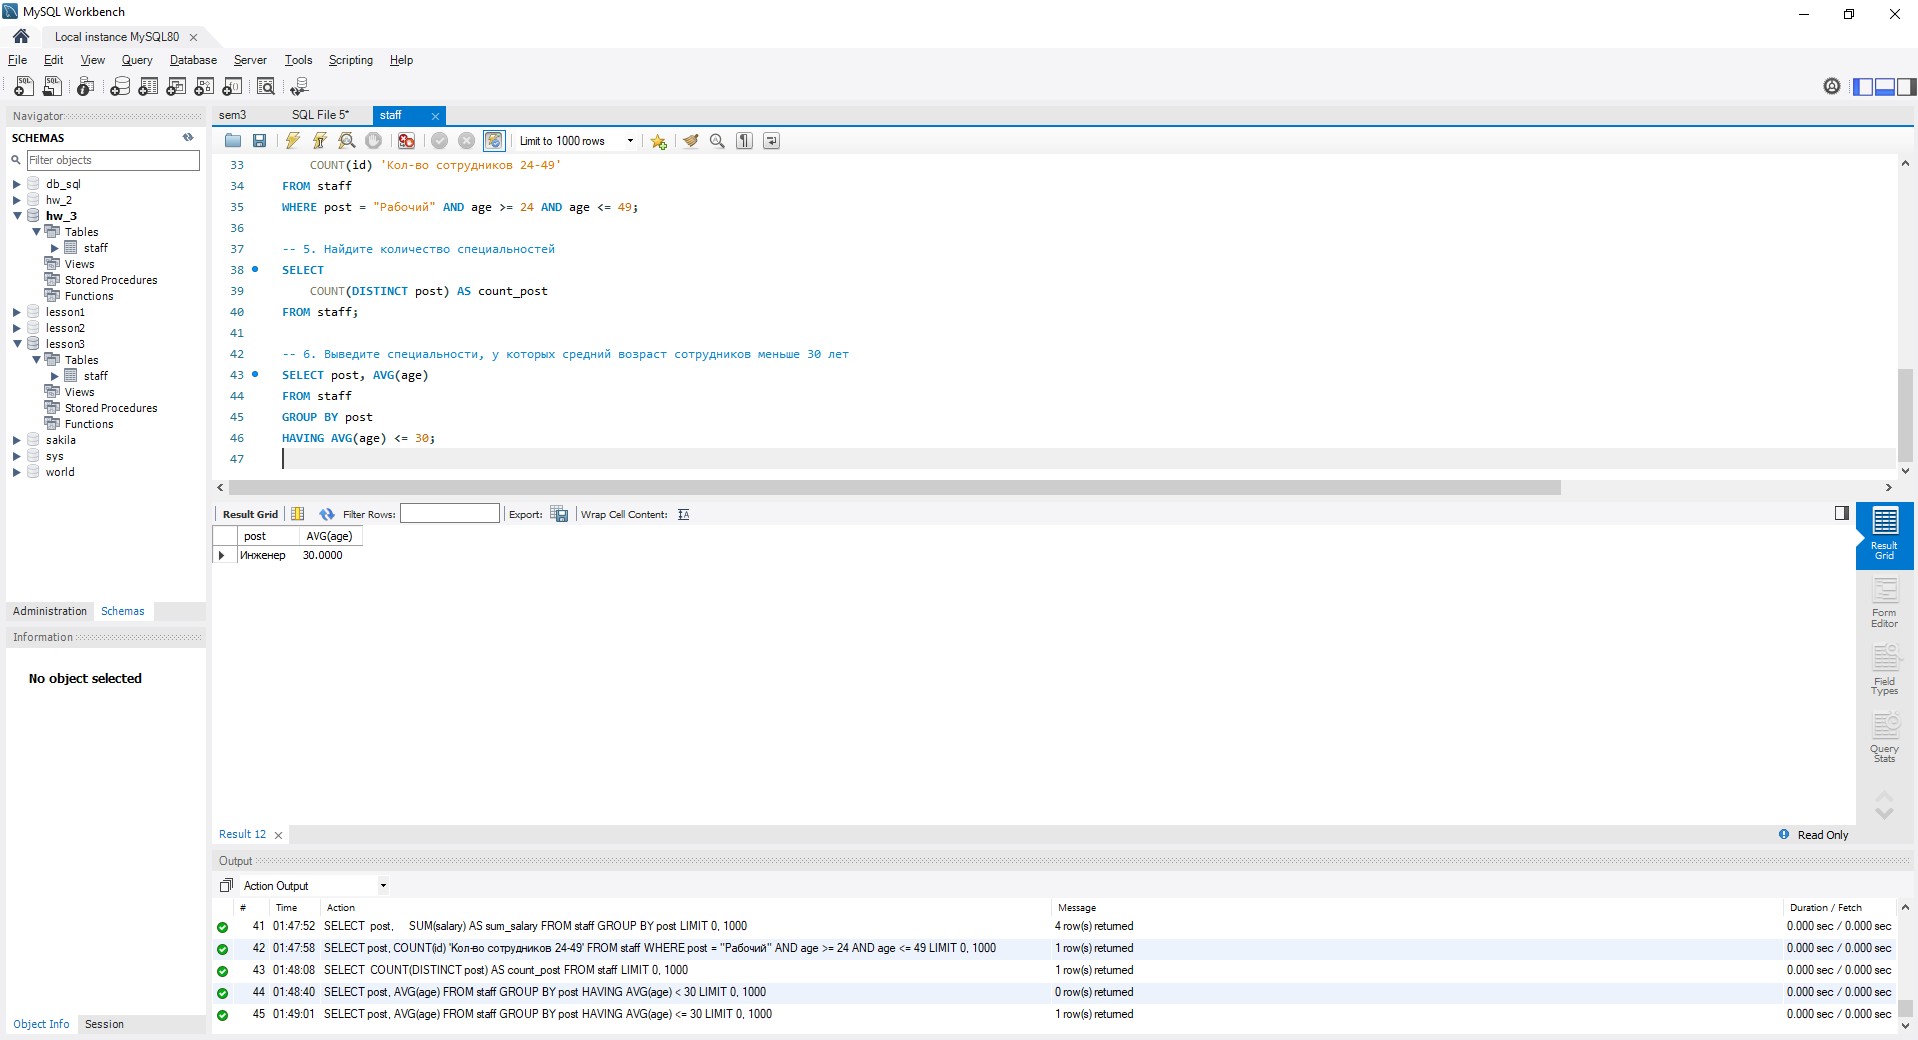 MySQL Workbench
Local instance MySQL80
File Edit View Query Database Server Tools Scripting Help
Navigator
SCHEMAS
Filter objects
db_sql
hw_2
hw_3
Tables
staff
Views
Stored Procedures
Functions
lesson1
lesson2
lesson3
Tables
staff
Views
Stored Procedures
Functions
sakila
sys
world
Administration Schemas
Information
No object selected
Object Info Session
sem3 SQL File 5* staff
Limit to 1000 rows
33 COUNT(id) 'Кол-во сотрудников 24-49'
34 FROM staff
35 WHERE post = "Рабочий" AND age >= 24 AND age <= 49;
36
37 -- 5. Найдите количество специальностей
38 SELECT
39 COUNT(DISTINCT post) AS count_post
40 FROM staff;
41
42 -- 6. Выведите специальности, у которых средний возраст сотрудников меньше 30 лет
43 SELECT post, AVG(age)
44 FROM staff
45 GROUP BY post
46 HAVING AVG(age) <= 30;
47
Result Grid Filter Rows: Export: Wrap Cell Content:
post AVG(age)
Инженер 30.0000
Result Grid
Form Editor
Field Types
Query Stats
Result 12 Read Only
Output
Action Output
# Time Action Message Duration / Fetch
41 01:47:52 SELECT post, SUM(salary) AS sum_salary FROM staff GROUP BY post LIMIT 0, 1000 4 row(s) returned 0.000 sec / 0.000 sec
42 01:47:58 SELECT post, COUNT(id) 'Кол-во сотрудников 24-49' FROM staff WHERE post = "Рабочий" AND age >= 24 AND age <= 49 LIMIT 0, 1000 1 row(s) returned 0.000 sec / 0.000 sec
43 01:48:08 SELECT COUNT(DISTINCT post) AS count_post FROM staff LIMIT 0, 1000 1 row(s) returned 0.000 sec / 0.000 sec
44 01:48:40 SELECT post, AVG(age) FROM staff GROUP BY post HAVING AVG(age) < 30 LIMIT 0, 1000 0 row(s) returned 0.000 sec / 0.000 sec
45 01:49:01 SELECT post, AVG(age) FROM staff GROUP BY post HAVING AVG(age) <= 30 LIMIT 0, 1000 1 row(s) returned 0.000 sec / 0.000 sec